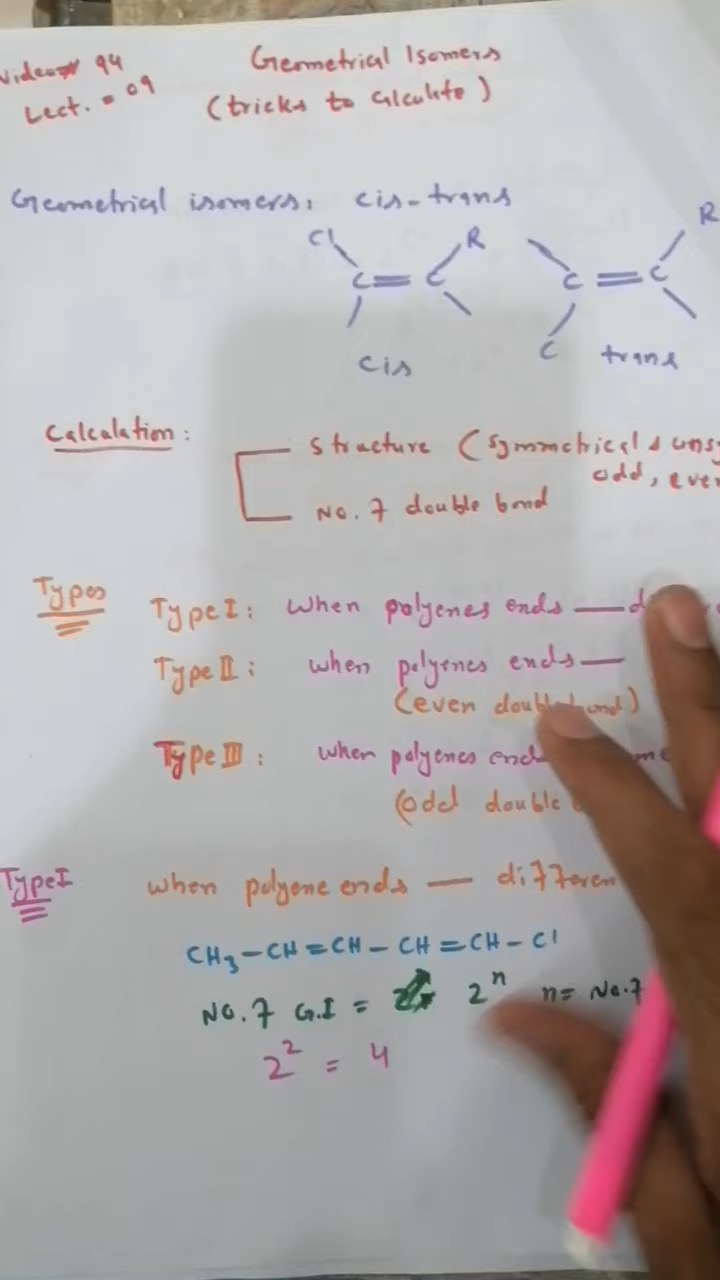 Video 94
Lect. = 09
Geometrical Isomers
(tricks to Calculate)
Geometrical isomers: cis-trans
Cl R R
C=C C=C
C
cis trans
Calculation:
Structure (Symmetrical & uns
odd, even
No. of double bond
Types
Type I: When polyenes ends — d
Type II: when polyenes ends —
(even double bond)
Type III: when polyenes end
(odd double
Type I when polyene ends — differen
CH3-CH=CH-CH=CH-Cl
No. of G.I = 2^n n= No. of
2^2 = 4